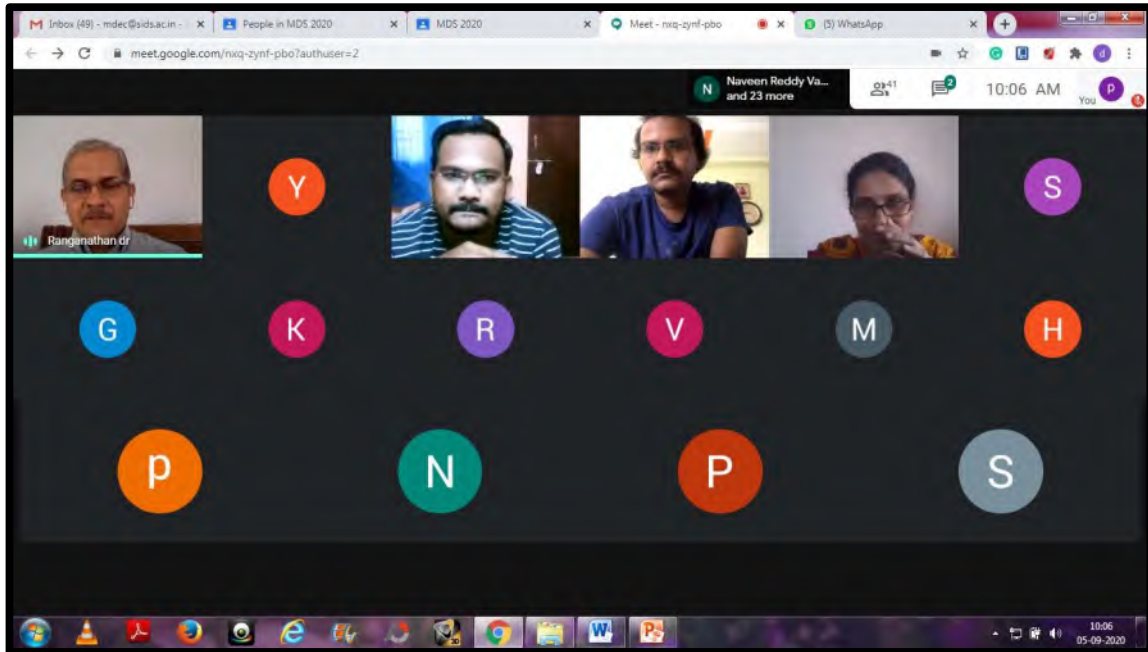 Inbox (49) - mdec@sids.ac.in -
People in MDS 2020
MDS 2020
Meet - nxq-zynf-pbo
(5) WhatsApp
meet.google.com/nxq-zynf-pbo?authuser=2
d
N
Naveen Reddy Va...
and 23 more
41
2
10:06 AM
You
P
Ranganathan dr
Y
S
G
K
R
V
M
H
p
N
P
S
10:06
05-09-2020